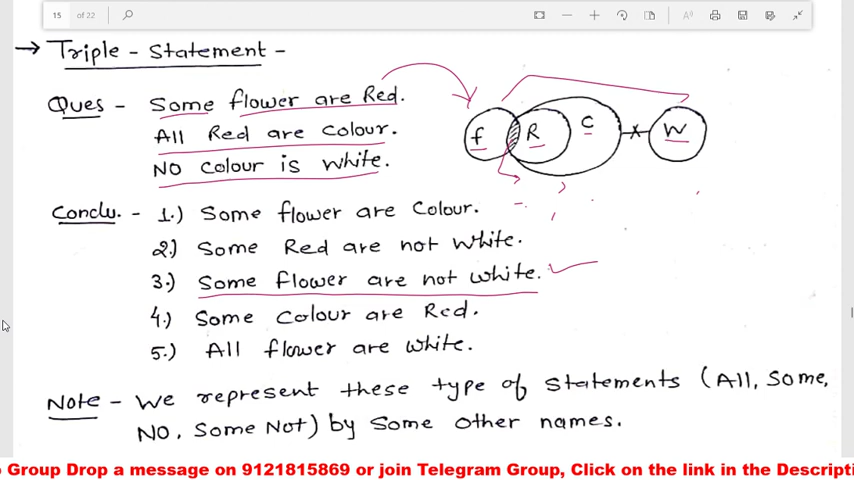 15 of 22
→ Triple - Statement -
Ques - Some flower are Red.
All Red are Colour.
NO Colour is white.
f R C W
Conclu. - 1.) Some flower are Colour.
2.) Some Red are not white.
3.) Some flower are not white.
4.) Some Colour are Red.
5.) All flower are white.
Note - We represent these type of Statements (All, Some,
NO, Some Not) by Some other names.
o Group Drop a message on 9121815869 or join Telegram Group, Click on the link in the Descripti